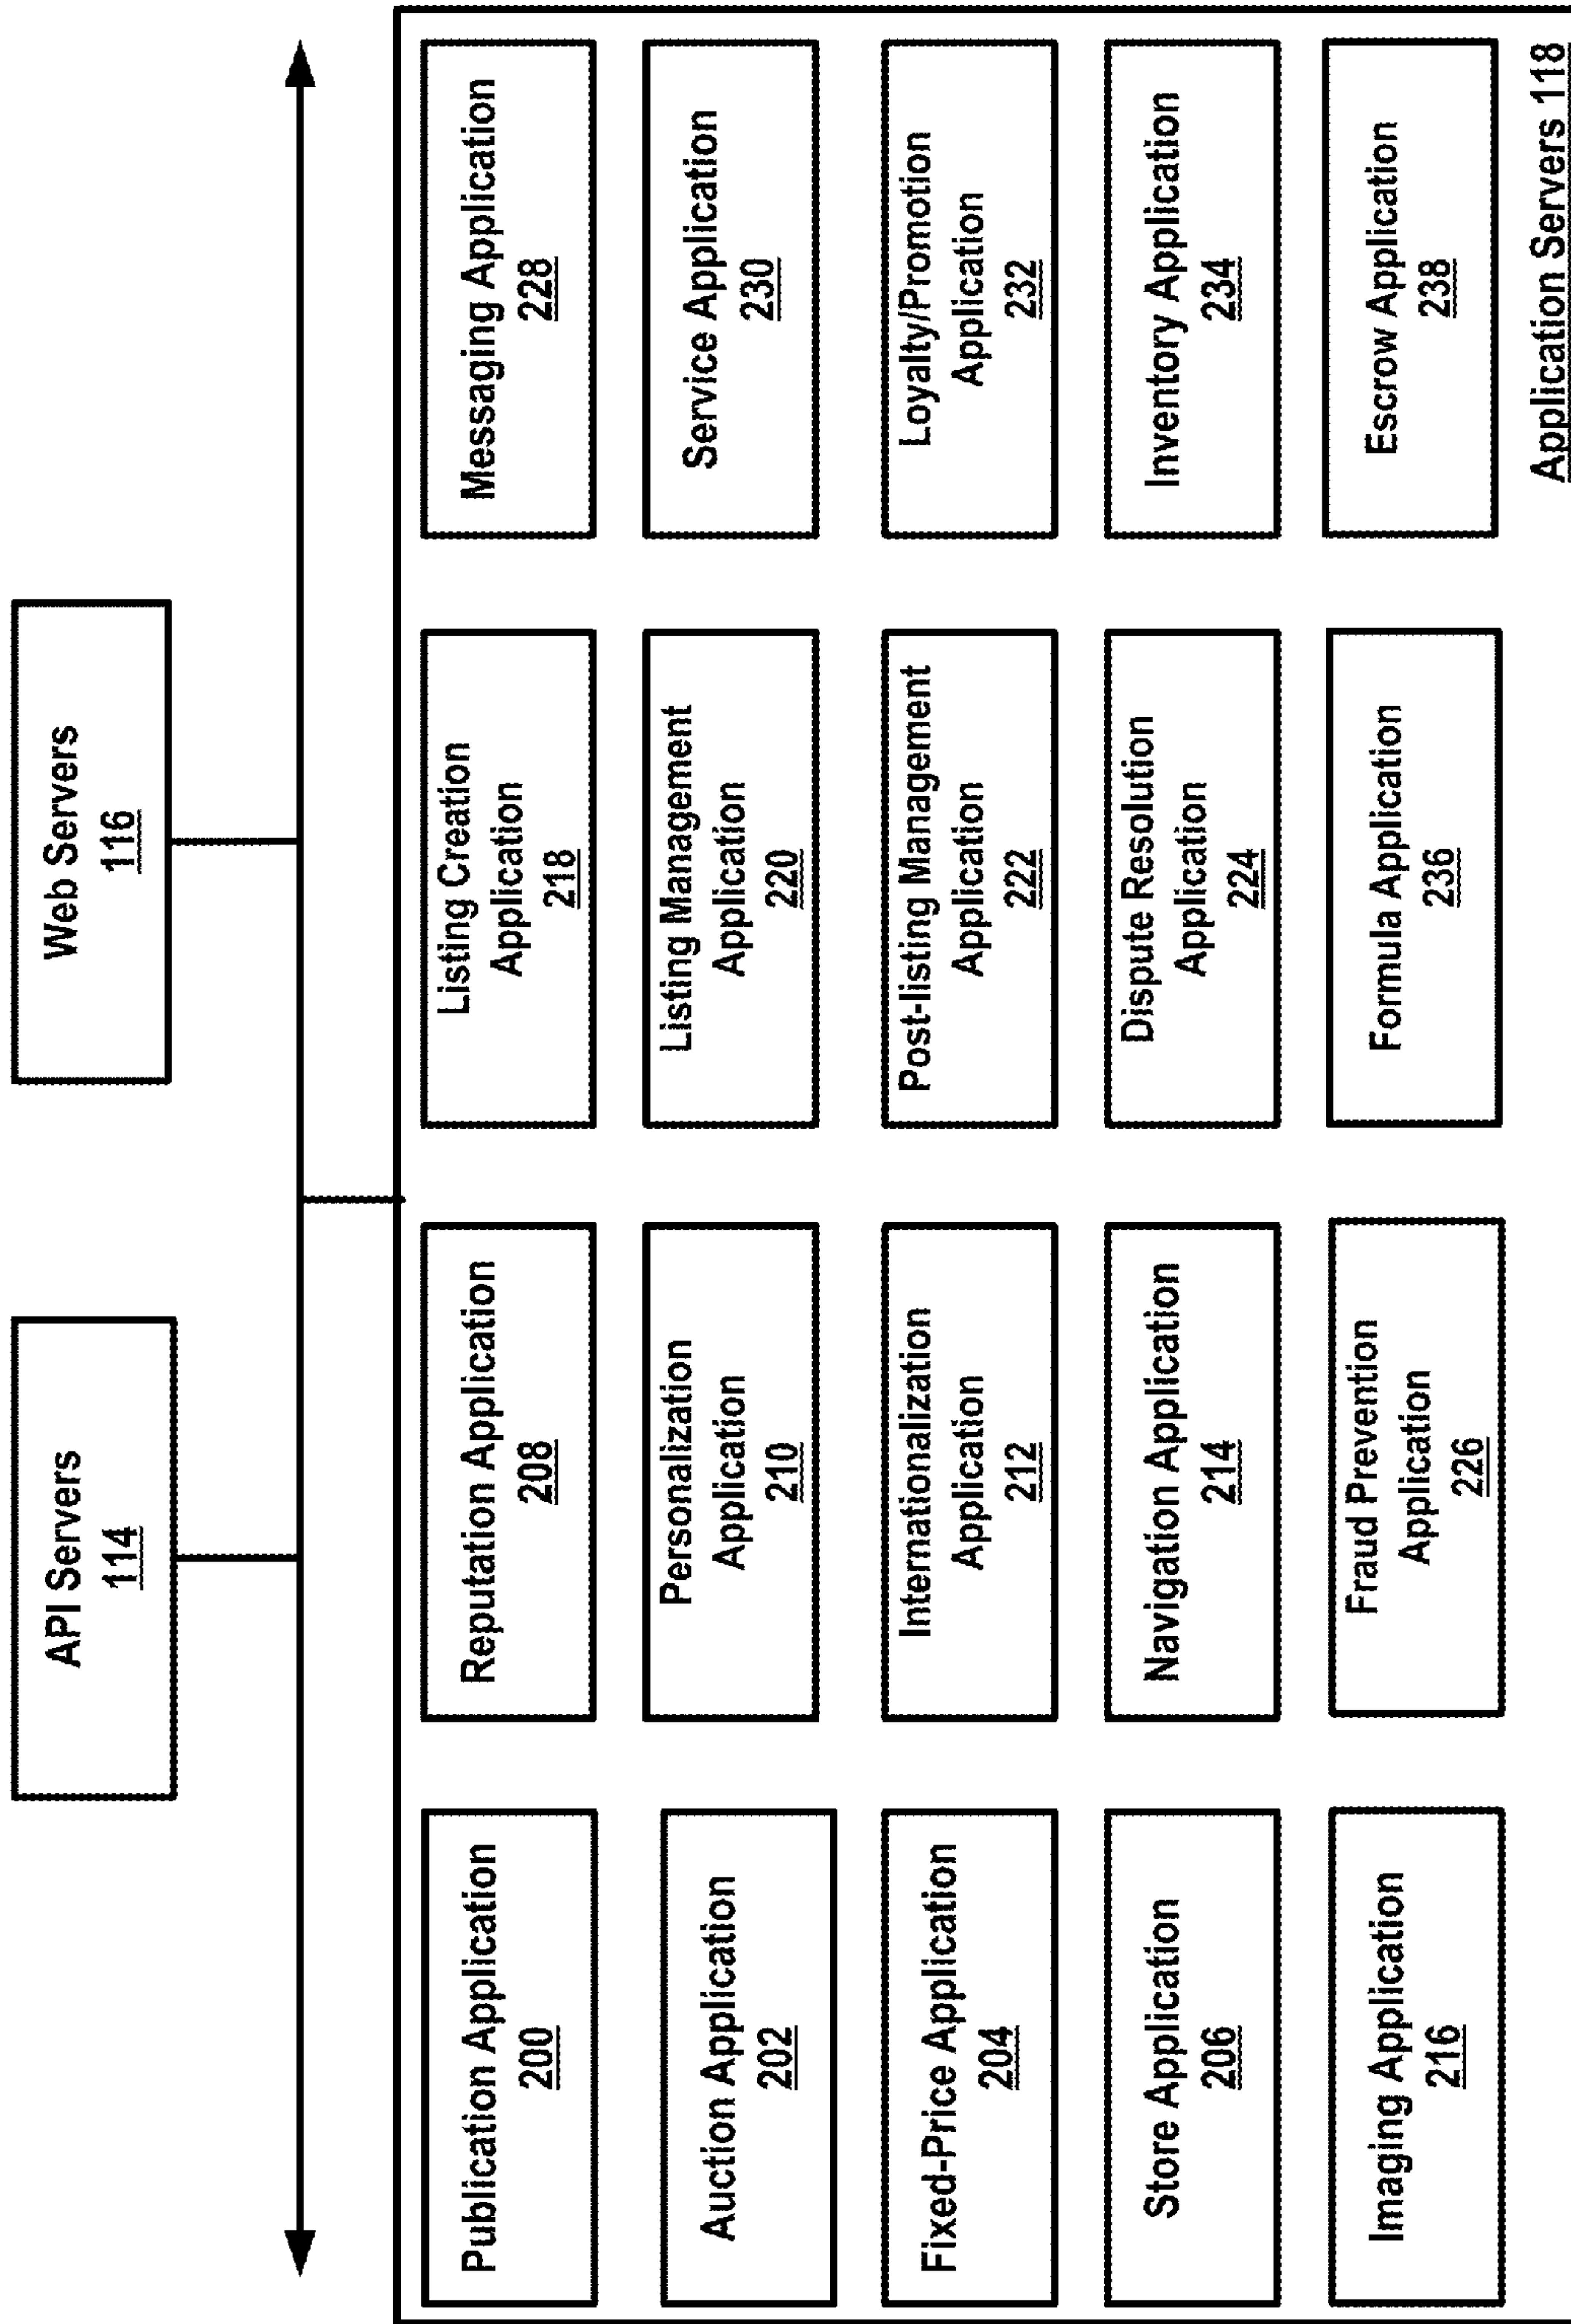 API Servers
114
Web Servers
116
Publication Application
200
Reputation Application
208
Listing Creation
Application
218
Messaging Application
228
Auction Application
202
Personalization
Application
210
Listing Management
Application
220
Service Application
230
Fixed-Price Application
204
Internationalization
Application
212
Post-listing Management
Application
222
Loyalty/Promotion
Application
232
Store Application
206
Navigation Application
214
Dispute Resolution
Application
224
Inventory Application
234
Imaging Application
216
Fraud Prevention
Application
226
Formula Application
236
Escrow Application
238
Application Servers 118